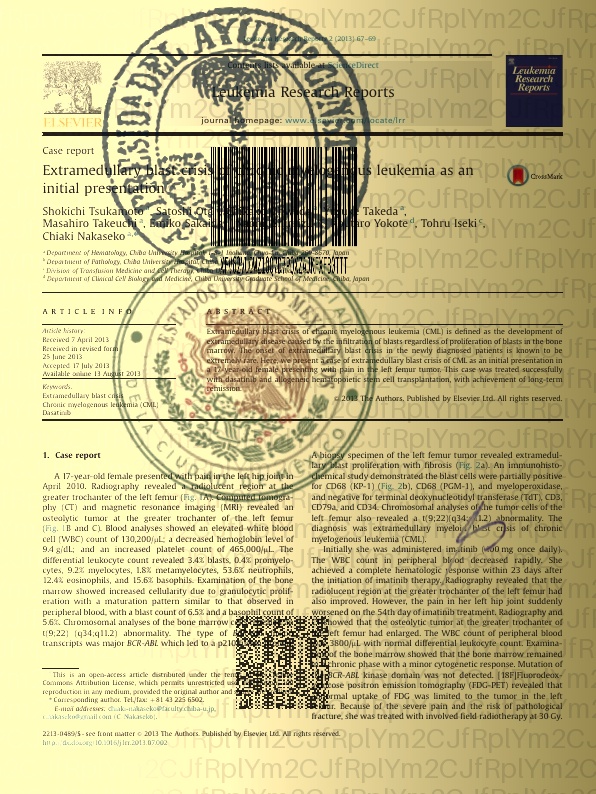 Leukemia Research Reports 2 (2013) 67–69
Contents lists available at ScienceDirect
Leukemia Research Reports
journal homepage: www.elsevier.com/locate/lrr
ELSEVIER
Leukemia
Research
Reports
Case report
Extramedullary blast crisis of chronic myelogenous leukemia as an
initial presentation
CrossMark
Shokichi Tsukamoto, Satoshi Ota Takeda a,
Masahiro Takeuchi a, Emiko Sakai Yokote d, Tohru Iseki c,
Chiaki Nakaseko a,*
a Department of Hematology, Chiba University Hospital, Japan
b Department of Pathology, Chiba University Hospital,
c Division of Transfusion Medicine and Cell Therapy, Chiba
d Department of Clinical Cell Biology and Medicine, Chiba University Graduate School of Medicine, Chiba, Japan
ARTICLE INFO
Article history:
Received 7 April 2013
Received in revised form
25 June 2013
Accepted 17 July 2013
Available online 13 August 2013
Keywords:
Extramedullary blast crisis
Chronic myelogenous leukemia (CML)
Dasatinib
ABSTRACT
Extramedullary blast crisis of chronic myelogenous leukemia (CML) is defined as the development of
extramedullary disease caused by the infiltration of blasts regardless of proliferation of blasts in the bone
marrow. The onset of extramedullary blast crisis in the newly diagnosed patients is known to be
extremely rare. Here, we present a case of extramedullary blast crisis of CML as an initial presentation in
a 17-year-old female presenting with pain in the left femur tumor. This case was treated successfully
with dasatinib and allogeneic hematopoietic stem cell transplantation, with achievement of long-term
remission.
© 2013 The Authors. Published by Elsevier Ltd. All rights reserved.
1. Case report
A 17-year-old female presented with pain in the left hip joint in
April 2010. Radiography revealed a radiolucent region at the
greater trochanter of the left femur (Fig. 1A). Computed tomogra-
phy (CT) and magnetic resonance imaging (MRI) revealed an
osteolytic tumor at the greater trochanter of the left femur
(Fig. 1B and C). Blood analyses showed an elevated white blood
cell (WBC) count of 130,200/μL; a decreased hemoglobin level of
9.4 g/dL; and an increased platelet count of 465,000/μL. The
differential leukocyte count revealed 3.4% blasts, 0.4% promyelo-
cytes, 9.2% myelocytes, 1.8% metamyelocytes, 53.6% neutrophils,
12.4% eosinophils, and 15.6% basophils. Examination of the bone
marrow showed increased cellularity due to granulocytic prolif-
eration with a maturation pattern similar to that observed in
peripheral blood, with a blast count of 6.5% and a basophil count of
5.6%. Chromosomal analyses of the bone marrow
t(9;22) (q34;q11.2) abnormality. The type of
transcripts was major BCR-ABL which led to a p210
A biopsy specimen of the left femur tumor revealed extramedul-
lary blast proliferation with fibrosis (Fig. 2a). An immunohisto-
chemical study demonstrated the blast cells were partially positive
for CD68 (KP-1) (Fig. 2b), CD68 (PGM-1), and myeloperoxidase,
and negative for terminal deoxynucleotidyl transferase (TdT), CD3,
CD79a, and CD34. Chromosomal analyses of the tumor cells of the
left femur also revealed a t(9;22)(q34;q11.2) abnormality. The
diagnosis was extramedullary myeloid blast crisis of chronic
myelogenous leukemia (CML).
Initially she was administered imatinib (400 mg once daily).
The WBC count in peripheral blood decreased rapidly. She
achieved a complete hematologic response within 23 days after
the initiation of imatinib therapy. Radiography revealed that the
radiolucent region at the greater trochanter of the left femur had
also improved. However, the pain in her left hip joint suddenly
worsened on the 54th day of imatinib treatment. Radiography and
showed that the osteolytic tumor at the greater trochanter of
left femur had enlarged. The WBC count of peripheral blood
3800/μL with normal differential leukocyte count. Examina-
of the bone marrow showed that the bone marrow remained
chronic phase with a minor cytogenetic response. Mutation of
BCR-ABL kinase domain was not detected. [18F]Fluorodeox-
glucose positron emission tomography (FDG-PET) revealed that
normal uptake of FDG was limited to the tumor in the left
Because of the severe pain and the risk of pathological
fracture, she was treated with involved field radiotherapy at 30 Gy.
This is an open-access article distributed under the
Commons Attribution License, which permits unrestricted
reproduction in any medium, provided the original author and
* Corresponding author. Tel./fax: +81 43 225 6502.
E-mail addresses: chiaki-nakaseko@faculty.chiba-u.jp,
(C. Nakaseko).
2213-0489/$ - see front matter © 2013 The Authors. Published by Elsevier Ltd. All rights reserved.
http://dx.doi.org/10.1016/j.lrr.2013.07.002